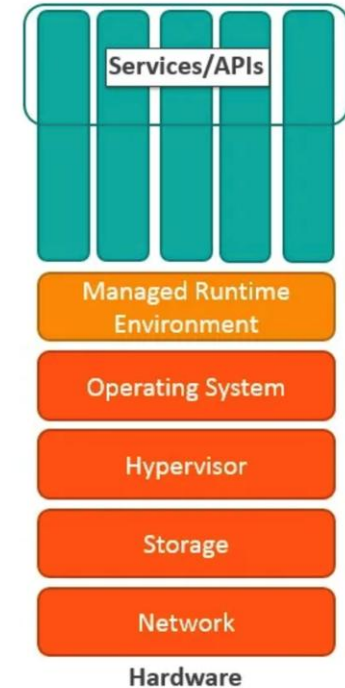 Services/APIs
Managed Runtime
Environment
Operating System
Hypervisor
Storage
Network
Hardware